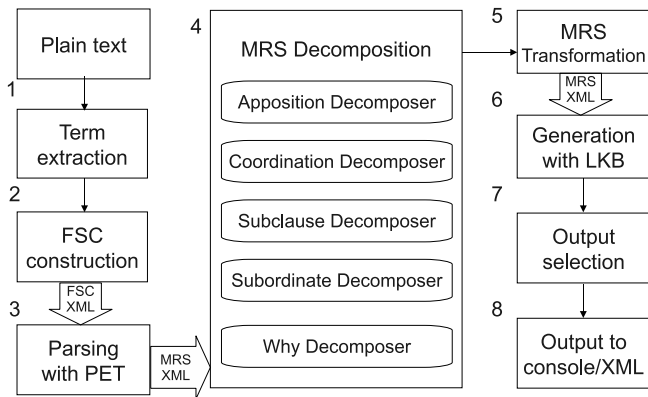 Plain text
1
Term
extraction
2
FSC
construction
FSC
XML
3
Parsing
with PET
MRS
XML
4
MRS Decomposition
Apposition Decomposer
Coordination Decomposer
Subclause Decomposer
Subordinate Decomposer
Why Decomposer
5
MRS
Transformation
MRS
XML
6
Generation
with LKB
7
Output
selection
8
Output to
console/XML